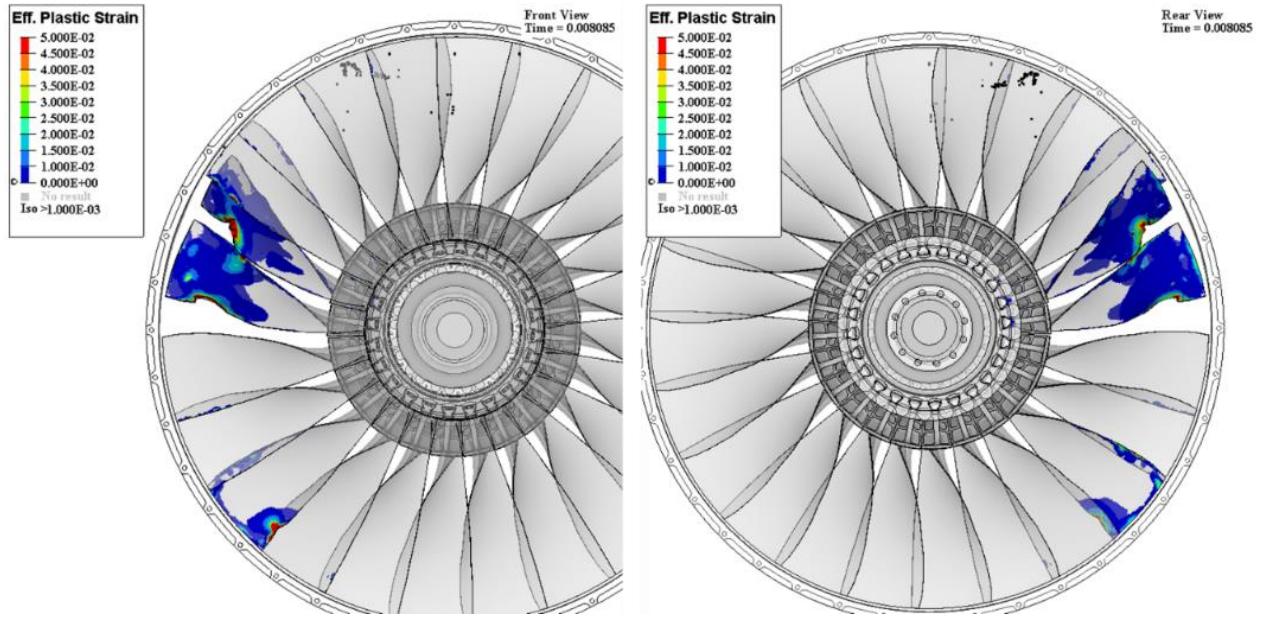 Eff. Plastic Strain
5.000E-02
4.500E-02
4.000E-02
3.500E-02
3.000E-02
2.500E-02
2.000E-02
1.500E-02
1.000E-02
0.000E+00
No result
Iso >1.000E-03
Front View
Time = 0.008085
Eff. Plastic Strain
5.000E-02
4.500E-02
4.000E-02
3.500E-02
3.000E-02
2.500E-02
2.000E-02
1.500E-02
1.000E-02
0.000E+00
No result
Iso >1.000E-03
Rear View
Time = 0.008085